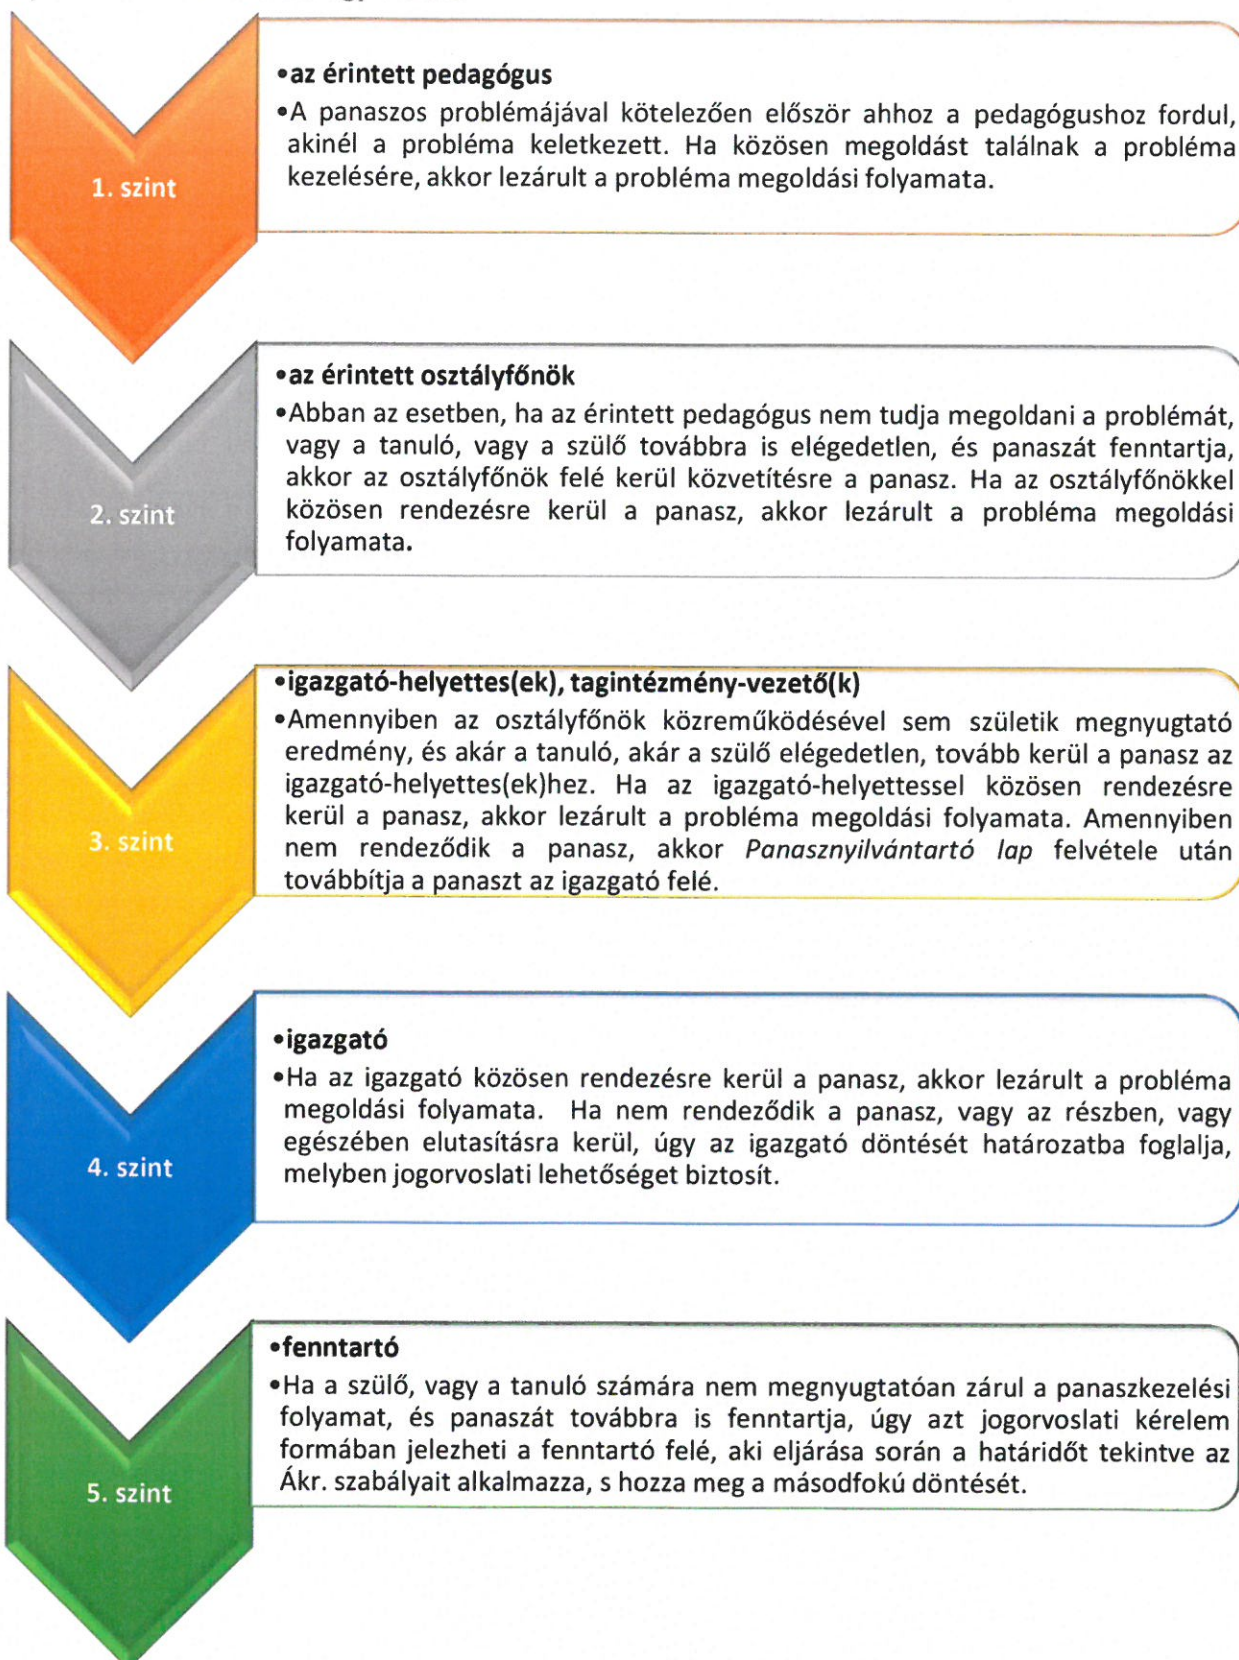 •az érintett pedagógus
•A panaszos problémájával kötelezően először ahhoz a pedagógushoz fordul,
akinél a probléma keletkezett. Ha közösen megoldást találnak a probléma
kezelésére, akkor lezárult a probléma megoldási folyamata.
1. szint
•az érintett osztályfőnök
•Abban az esetben, ha az érintett pedagógus nem tudja megoldani a problémát,
vagy a tanuló, vagy a szülő továbbra is elégedetlen, és panaszát fenntartja,
akkor az osztályfőnök felé kerül közvetítésre a panasz. Ha az osztályfőnökkel
közösen rendezésre kerül a panasz, akkor lezárult a probléma megoldási
folyamata.
2. szint
•igazgató-helyettes(ek), tagintézmény-vezető(k)
•Amennyiben az osztályfőnök közreműködésével sem születik megnyugtató
eredmény, és akár a tanuló, akár a szülő elégedetlen, tovább kerül a panasz az
igazgató-helyettes(ek)hez. Ha az igazgató-helyettessel közösen rendezésre
kerül a panasz, akkor lezárult a probléma megoldási folyamata. Amennyiben
nem rendeződik a panasz, akkor Panasznyilvántartó lap felvétele után
továbbítja a panaszt az igazgató felé.
3. szint
•igazgató
•Ha az igazgató közösen rendezésre kerül a panasz, akkor lezárult a probléma
megoldási folyamata. Ha nem rendeződik a panasz, vagy az részben, vagy
egészében elutasításra kerül, úgy az igazgató döntését határozatba foglalja,
melyben jogorvoslati lehetőséget biztosít.
4. szint
•fenntartó
•Ha a szülő, vagy a tanuló számára nem megnyugtatóan zárul a panaszkezelési
folyamat, és panaszát továbbra is fenntartja, úgy azt jogorvoslati kérelem
formában jelezheti a fenntartó felé, aki eljárása során a határidőt tekintve az
Ákr. szabályait alkalmazza, s hozza meg a másodfokú döntését.
5. szint